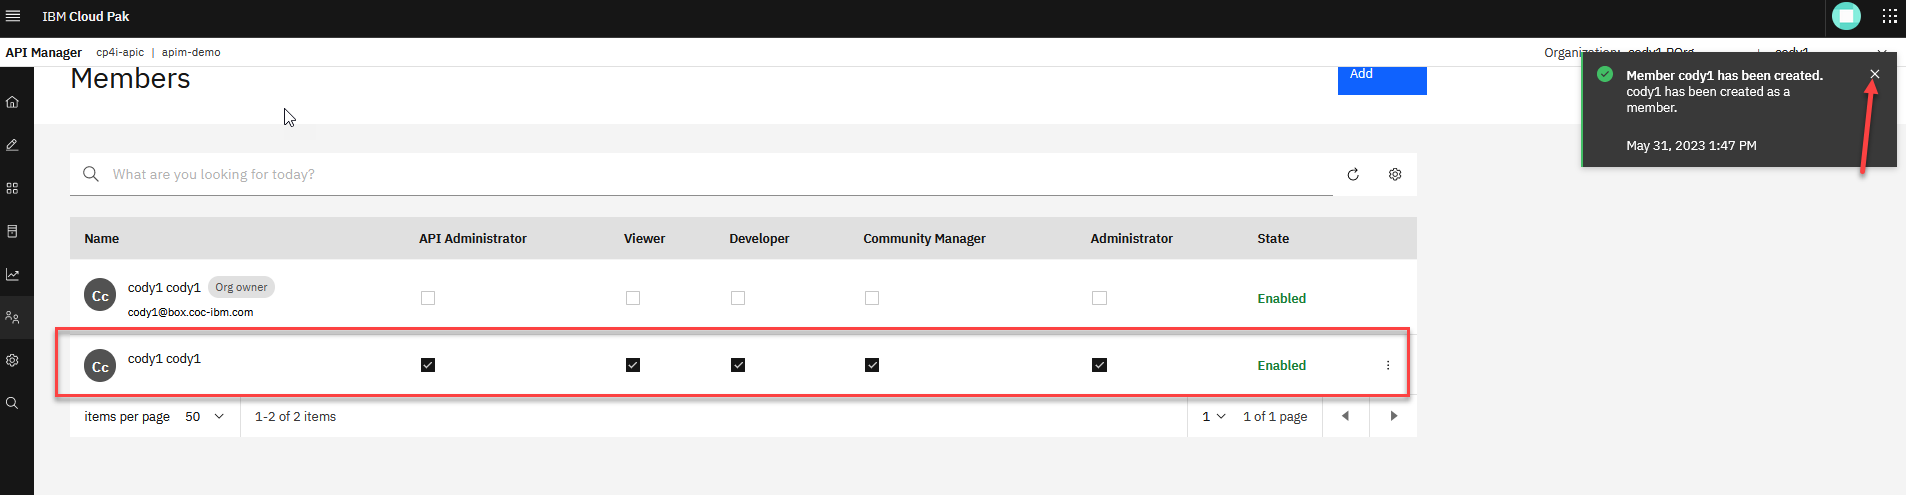 IBM Cloud Pak
API Manager cp4i-apic | apim-demo Organization: cody1 POrg | cody1
Members
Add
Member cody1 has been created.
cody1 has been created as a
member.
May 31, 2023 1:47 PM
What are you looking for today?
Name API Administrator Viewer Developer Community Manager Administrator State
Cc cody1 cody1 Org owner Enabled
cody1@box.coc-ibm.com
Cc cody1 cody1 Enabled
items per page 50 1-2 of 2 items 1 1 of 1 page